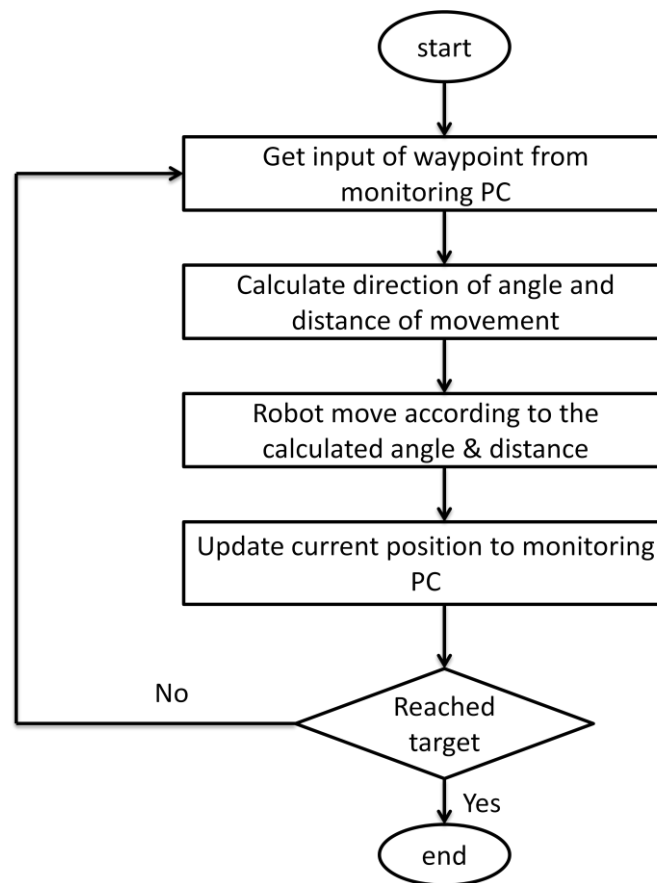 start
Get input of waypoint from
monitoring PC
Calculate direction of angle and
distance of movement
Robot move according to the
calculated angle & distance
Update current position to monitoring
PC
No
Reached
target
Yes
end